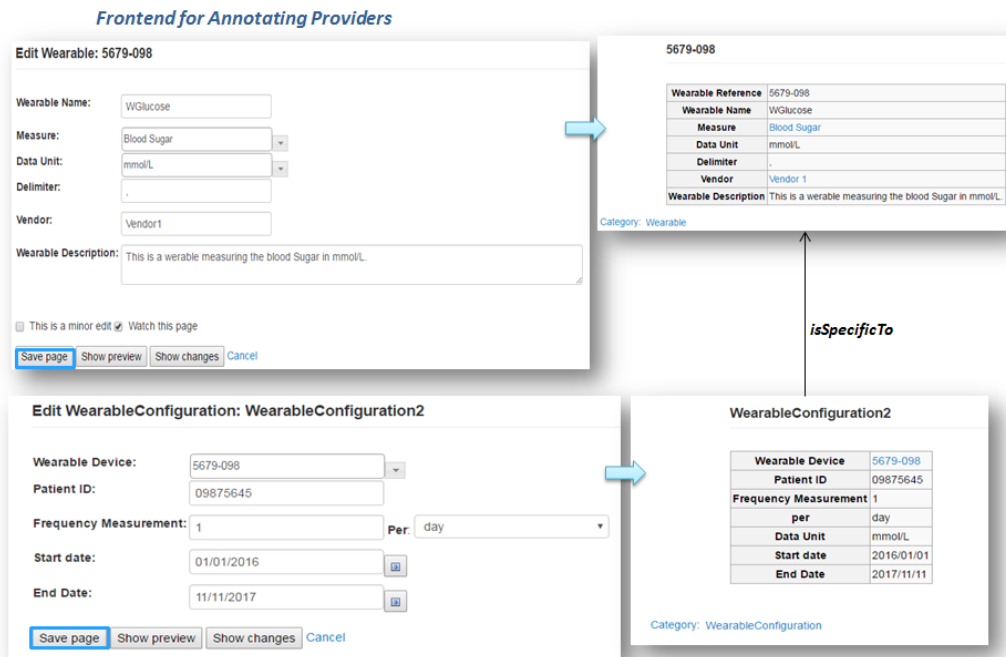 Frontend for Annotating Providers
Edit Wearable: 5679-098
Wearable Name: WGlucose
Measure: Blood Sugar
Data Unit: mmol/L
Delimiter: ,
Vendor: Vendor1
Wearable Description: This is a werable measuring the blood Sugar in mmol/L.
This is a minor edit Watch this page
Save page Show preview Show changes Cancel
5679-098
Wearable Reference 5679-098
Wearable Name WGlucose
Measure Blood Sugar
Data Unit mmol/L
Delimiter ,
Vendor Vendor 1
Wearable Description This is a werable measuring the blood Sugar in mmol/L.
Category: Wearable
isSpecificTo
Edit WearableConfiguration: WearableConfiguration2
Wearable Device: 5679-098
Patient ID: 09875645
Frequency Measurement: 1 Per: day
Start date: 01/01/2016
End Date: 11/11/2017
Save page Show preview Show changes Cancel
WearableConfiguration2
Wearable Device 5679-098
Patient ID 09875645
Frequency Measurement 1
per day
Data Unit mmol/L
Start date 2016/01/01
End Date 2017/11/11
Category: WearableConfiguration